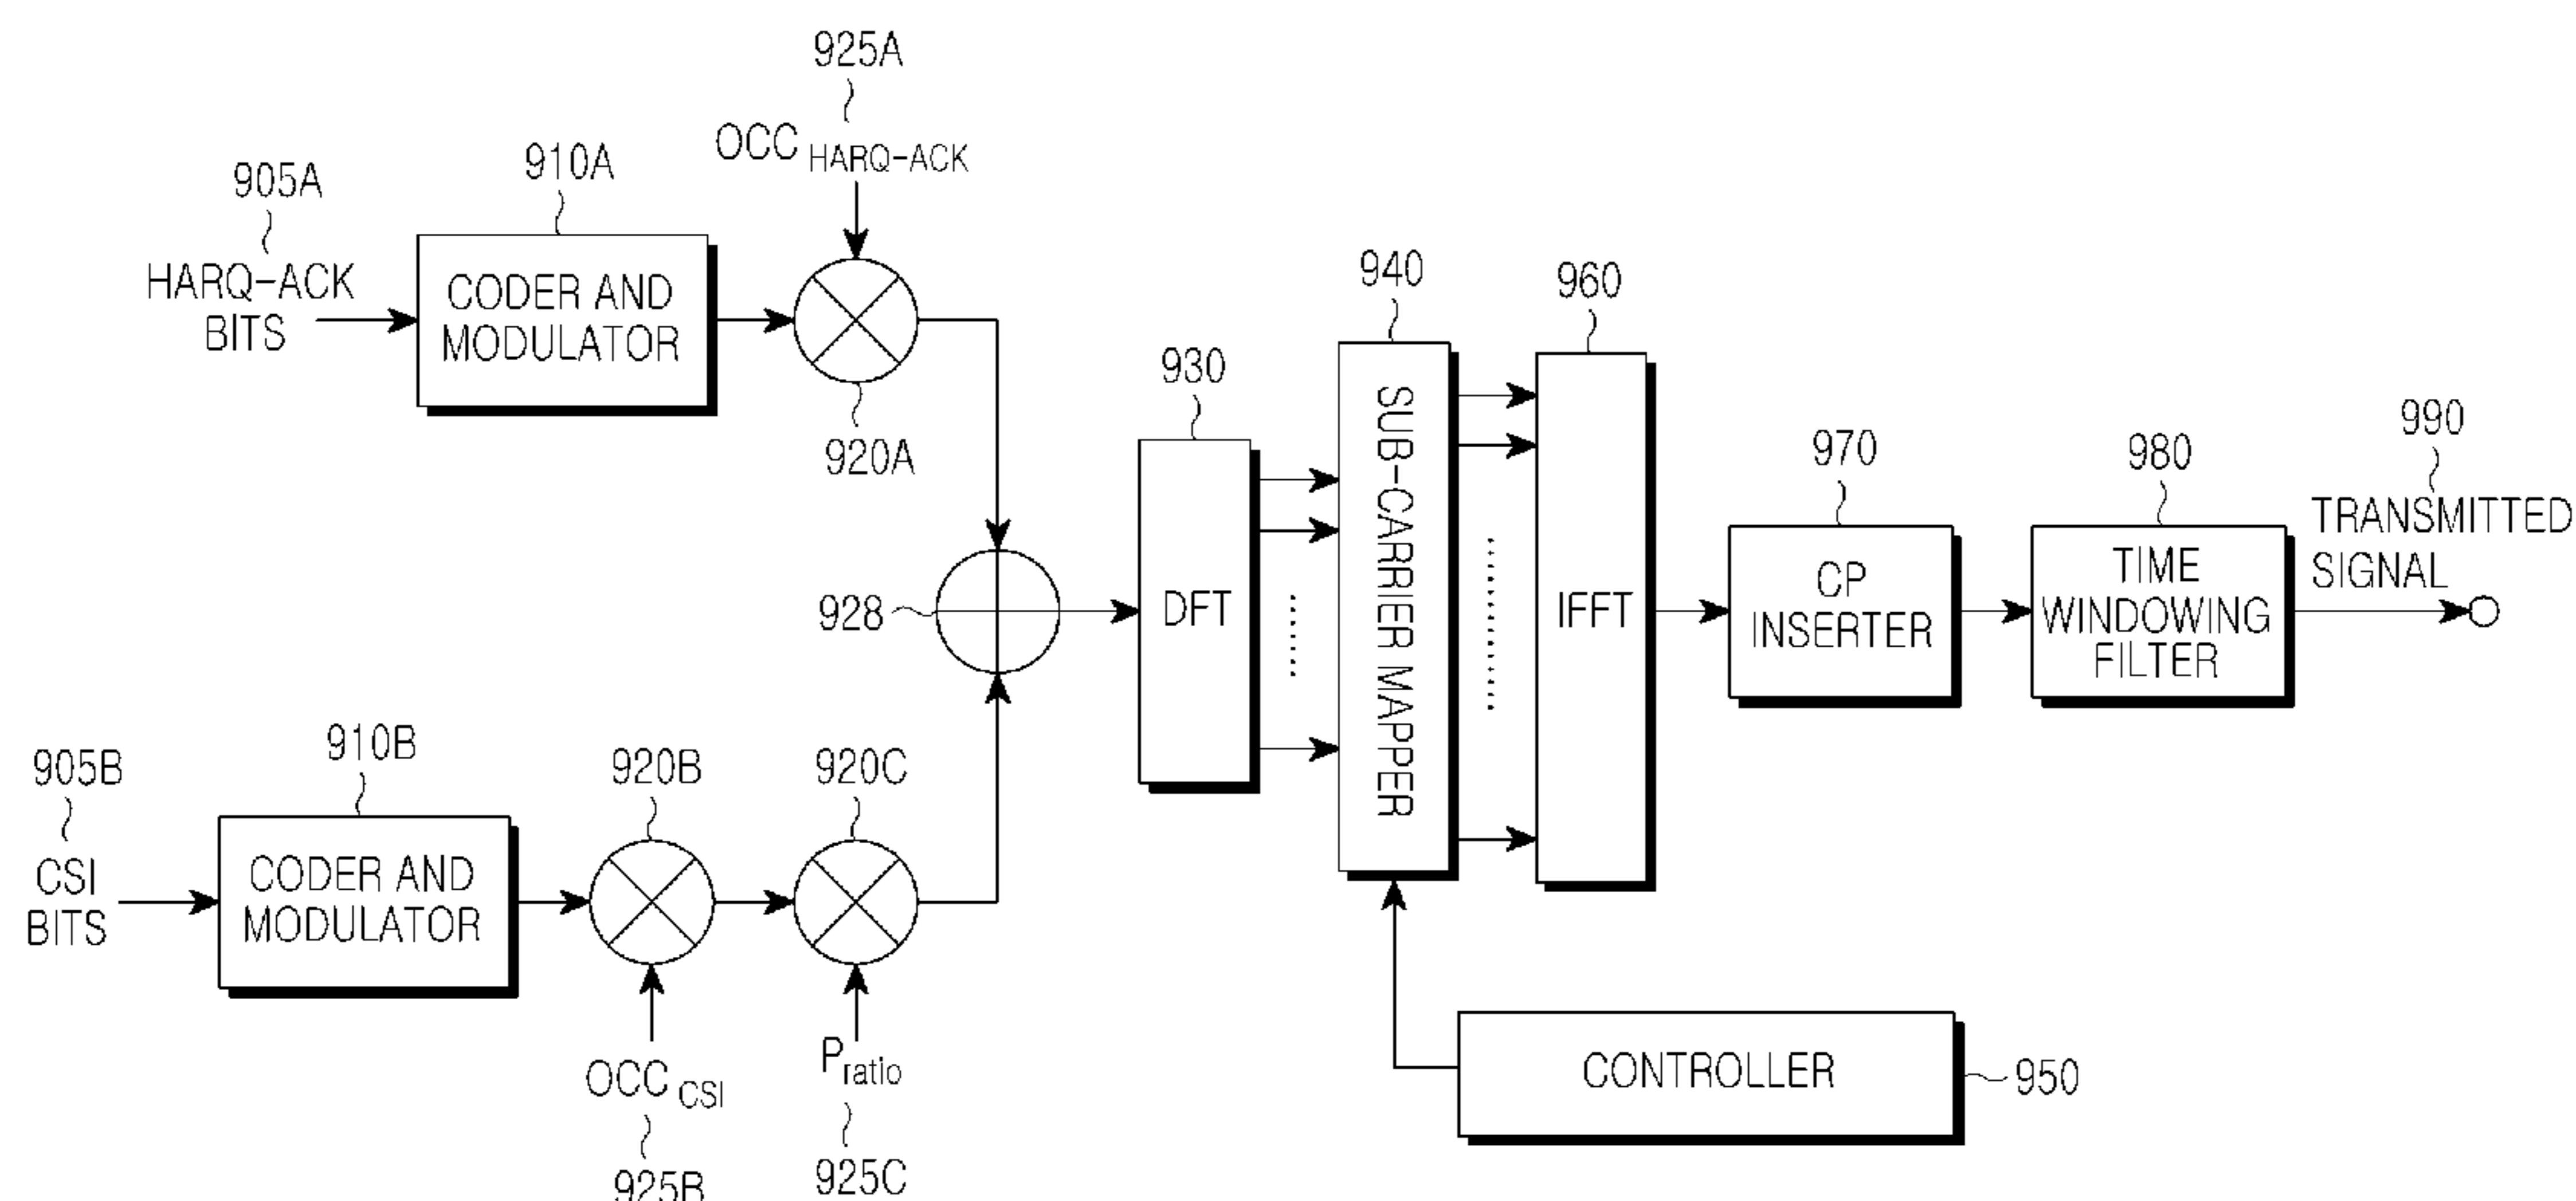 925A
OCC HARQ-ACK
910A
905A
HARQ-ACK
BITS
CODER AND
MODULATOR
920A
940
960
930
SUB-CARRIER MAPPER
DFT
IFFT
928
970
980
990
CP
INSERTER
TIME
WINDOWING
FILTER
TRANSMITTED
SIGNAL
910B
905B
920B
920C
CSI
BITS
CODER AND
MODULATOR
OCC CSI
Pratio
925B
925C
CONTROLLER
950